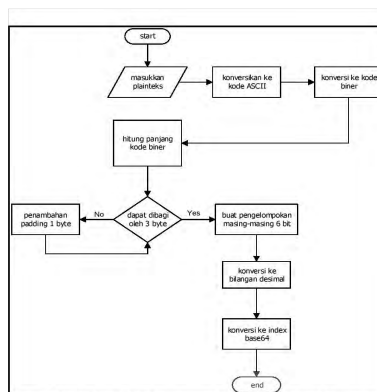 start
masukkan
plainteks
konversikan
ke kode ASCII
konversi ke kode
biner
hitung panjang
kode biner
dapat dibagi
oleh 3 byte
No
Yes
penambahan
padding 1 byte
buat pengelompokan
masing-masing 6 bit
konversi ke
bilangan desimal
konversi ke index
base64
end